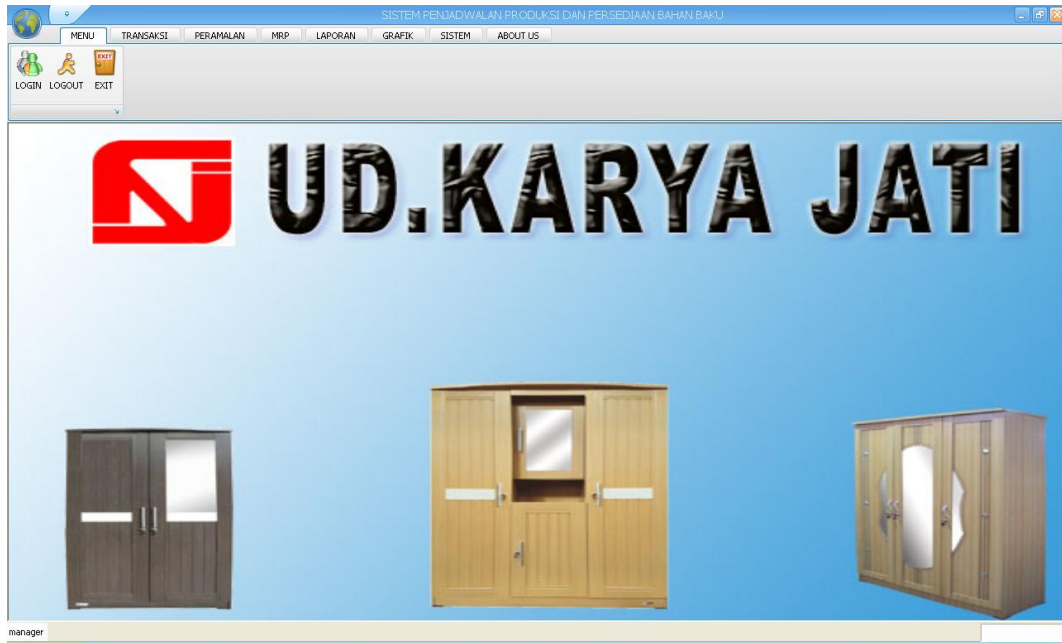 SISTEM PENJADWALAN PRODUKSI DAN PERSEDIAAN BAHAN BAKU
MENU TRANSAKSI PERAMALAN MRP LAPORAN GRAFIK SISTEM ABOUT US
EXIT
LOGIN LOGOUT EXIT
UD.KARYA JATI
manager